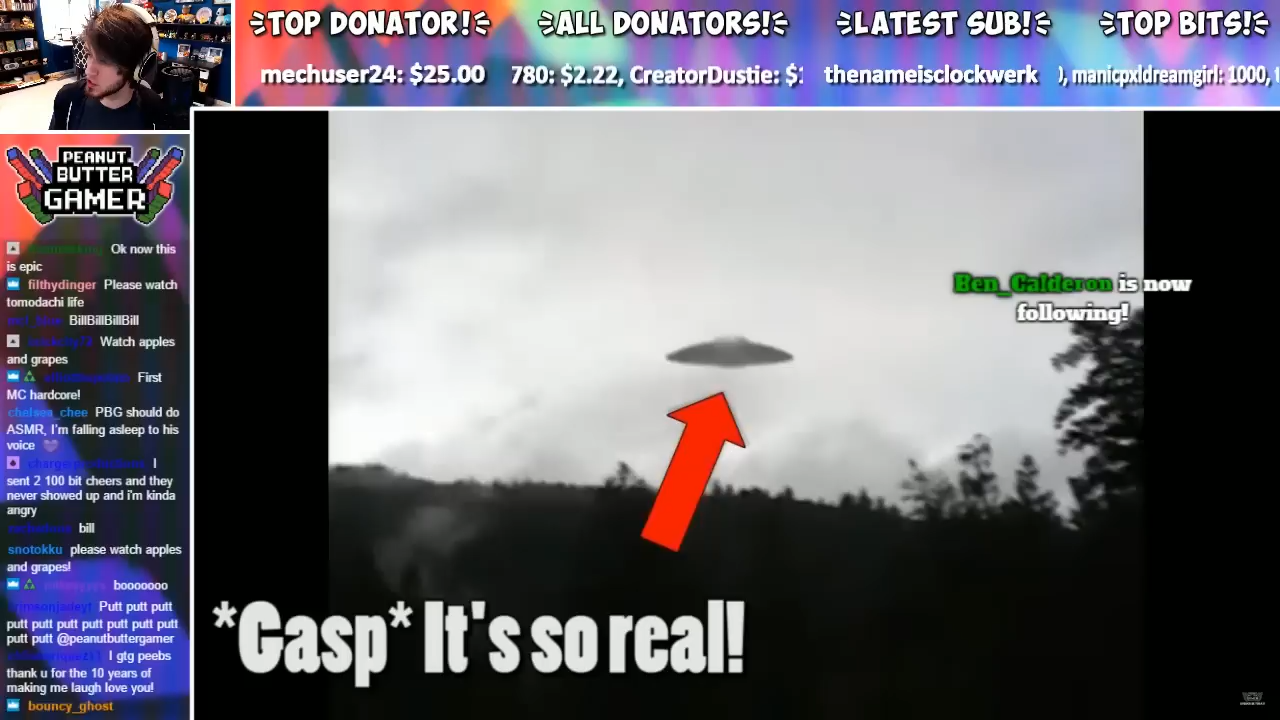 TOP DONATOR!
ALL DONATORS!
LATEST SUB!
TOP BITS!
mechuser24: $25.00
780: $2.22, CreatorDustie: $
thenameisclockwerk
), manicpxldreamgirl: 1000,
PEANUT
BUTTER
GAMER
Ok now this
is epic
filthydinger Please watch
tomodachi life
BillBillBillBill
Watch apples
and grapes
First
MC hardcore!
chelsea_chee PBG should do
ASMR, I'm falling asleep to his
voice
I
sent 2 100 bit cheers and they
never showed up and i'm kinda
angry
bill
snotokku please watch apples
and grapes!
booooooo
Putt putt putt
putt putt putt putt putt putt putt
putt putt @peanutbuttergamer
I gtg peebs
thank u for the 10 years of
making me laugh love you!
bouncy_ghost
Ben_Calderon is now
following!
*Gasp* It's so real!